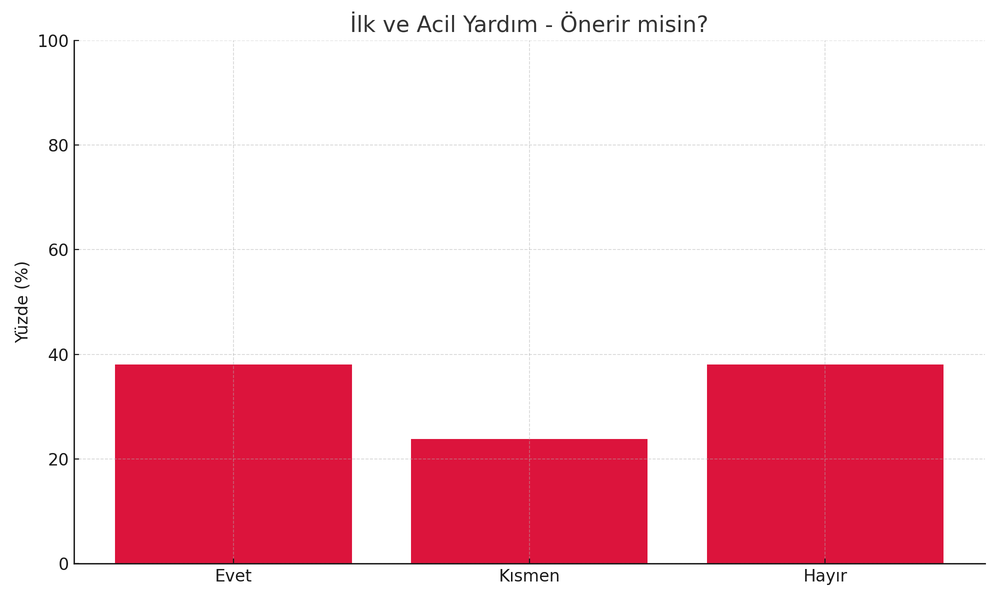 İlk ve Acil Yardım - Önerir misin?
Yüzde (%)
100
80
60
40
20
0
Evet
Kısmen
Hayır